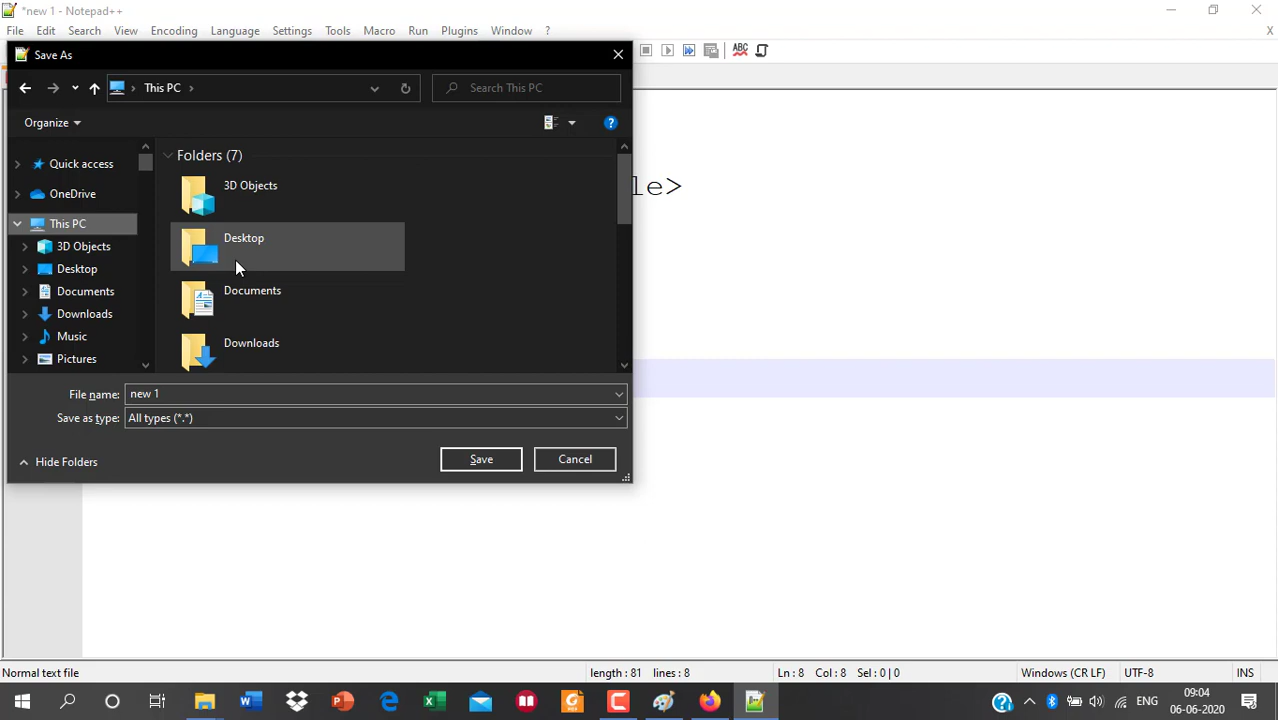 *new 1 - Notepad++
File Edit Search View Encoding Language Settings Tools Macro Run Plugins Window ? X
ABC
Save As
This PC
Search This PC
Organize
?
Quick access
OneDrive
This PC
3D Objects
Desktop
Documents
Downloads
Music
Pictures
Folders (7)
3D Objects
Desktop
Documents
Downloads
le>
File name: new 1
Save as type: All types (*.*)
Hide Folders
Save Cancel
Normal text file length : 81 lines : 8 Ln : 8 Col : 8 Sel : 0 | 0 Windows (CR LF) UTF-8 INS
ENG
09:04
06-06-2020